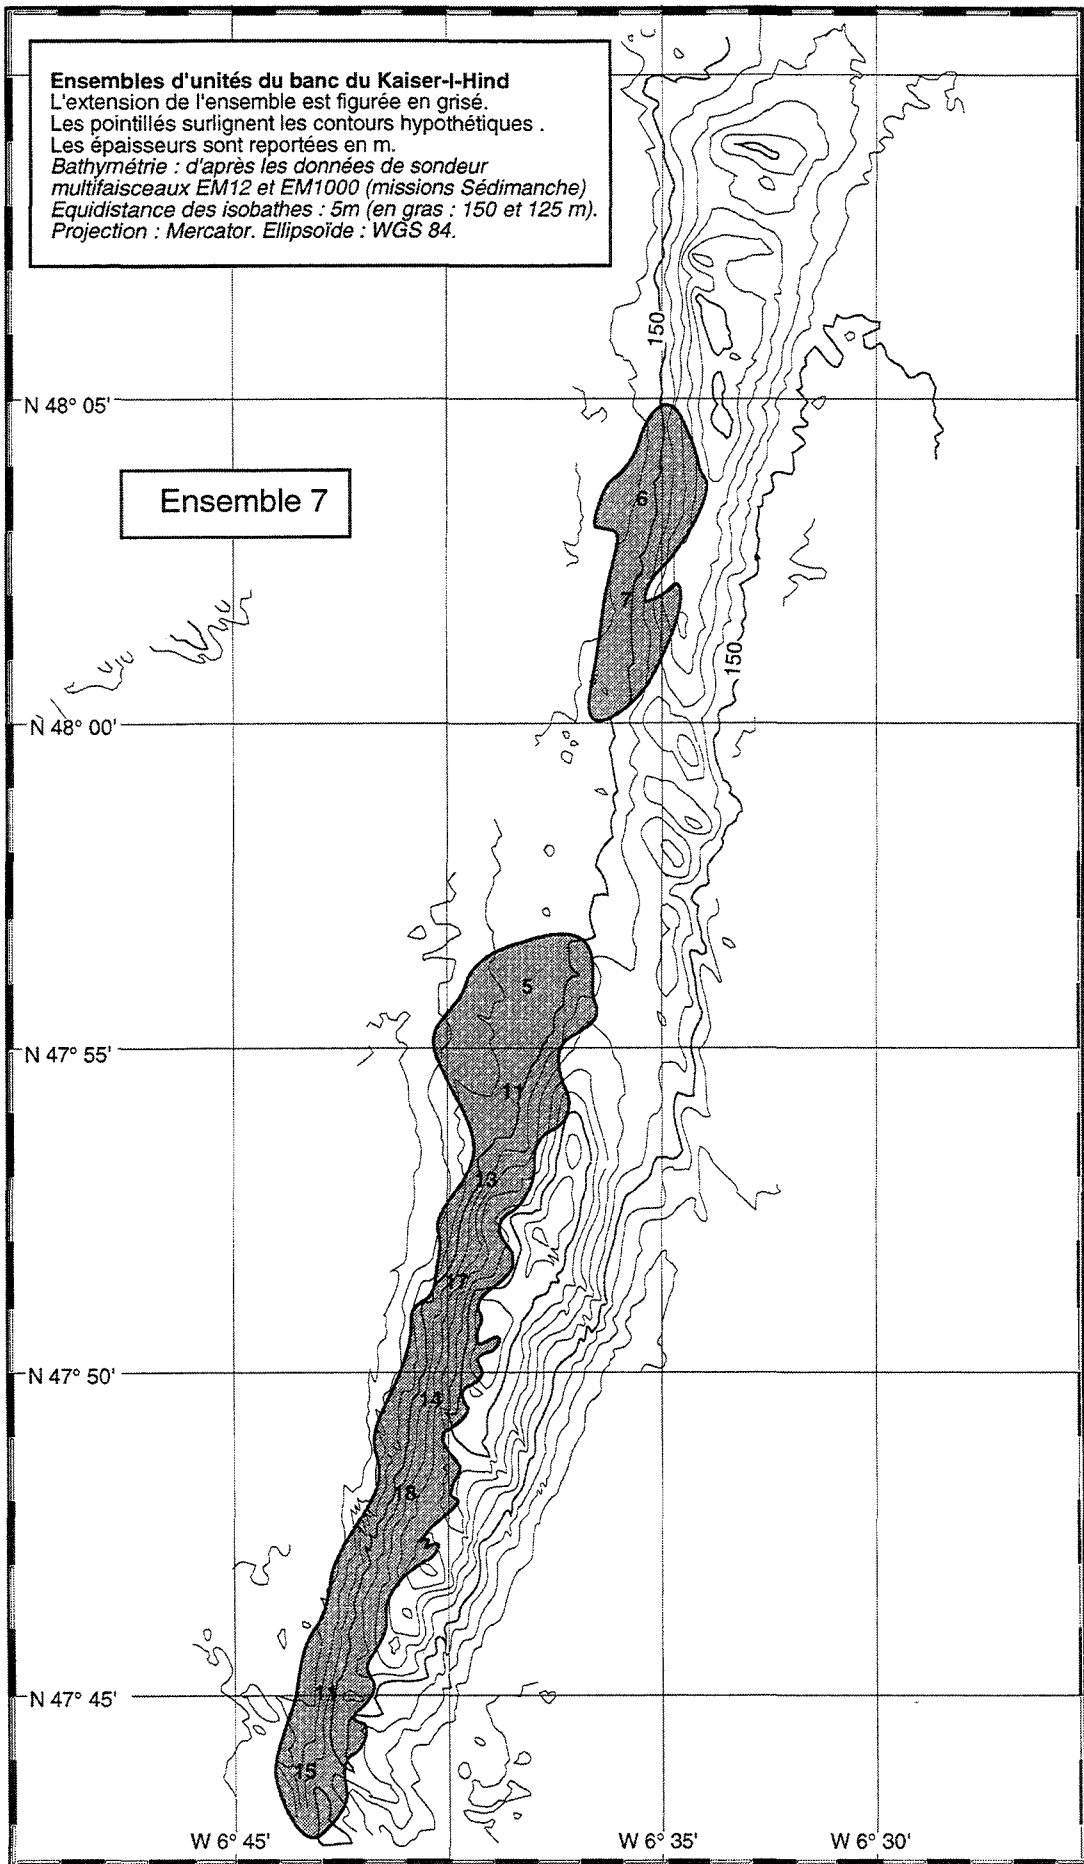 Ensembles d'unités du banc du Kaiser-I-Hind
L'extension de l'ensemble est figurée en grisé.
Les pointillés surlignent les contours hypothétiques .
Les épaisseurs sont reportées en m.
Bathymétrie : d'après les données de sondeur
multifaisceaux EM12 et EM1000 (missions Sédimanche)
Equidistance des isobathes : 5m (en gras : 150 et 125 m).
Projection : Mercator. Ellipsoïde : WGS 84.
150
N 48° 05'
Ensemble 7
6
7
150
N 48° 00'
5
N 47° 55'
11
13
17
N 47° 50'
14
18
N 47° 45'
11
15
W 6° 45'
W 6° 35'
W 6° 30'